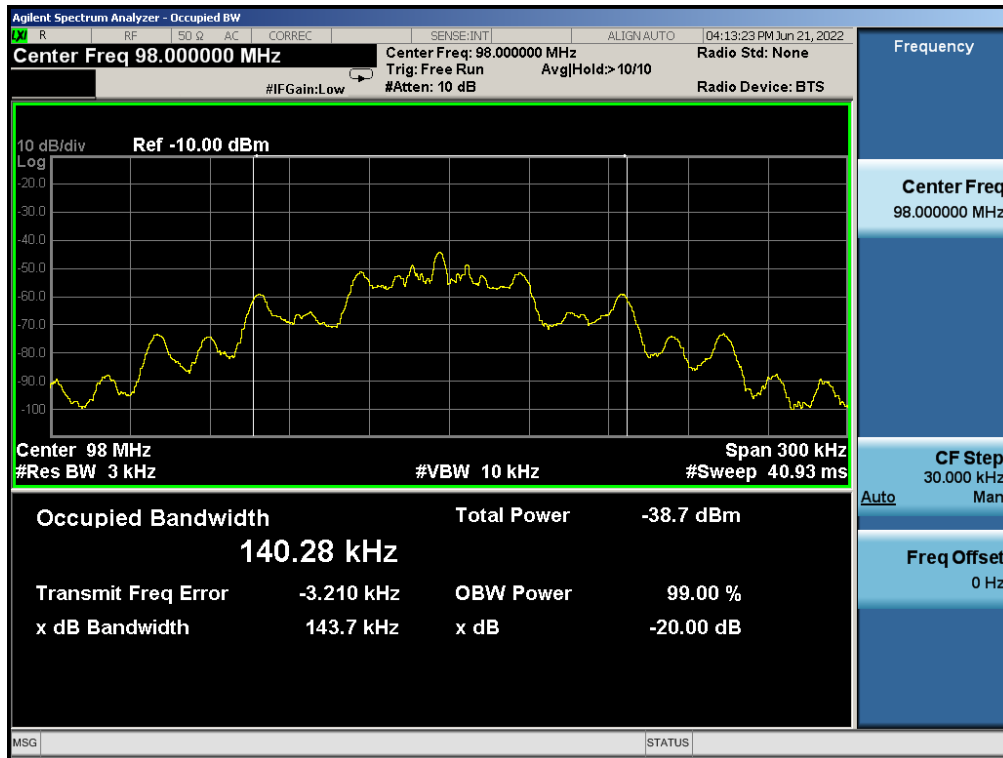 Agilent Spectrum Analyzer - Occupied BW
LXI R RF 50 Ω AC CORREC SENSE:INT ALIGN AUTO 04:13:23 PM Jun 21, 2022
Center Freq 98.000000 MHz
Center Freq: 98.000000 MHz
Radio Std: None
Trig: Free Run Avg|Hold:>10/10
#IFGain:Low
#Atten: 10 dB
Radio Device: BTS
10 dB/div Ref -10.00 dBm
Log
-20.0
-30.0
-40.0
-50.0
-60.0
-70.0
-80.0
-90.0
-100
Center 98 MHz Span 300 kHz
#Res BW 3 kHz #VBW 10 kHz #Sweep 40.93 ms
Occupied Bandwidth Total Power -38.7 dBm
140.28 kHz
Transmit Freq Error -3.210 kHz OBW Power 99.00 %
x dB Bandwidth 143.7 kHz x dB -20.00 dB
MSG STATUS
Frequency
Center Freq
98.000000 MHz
CF Step
30.000 kHz
Auto Man
Freq Offset
0 Hz